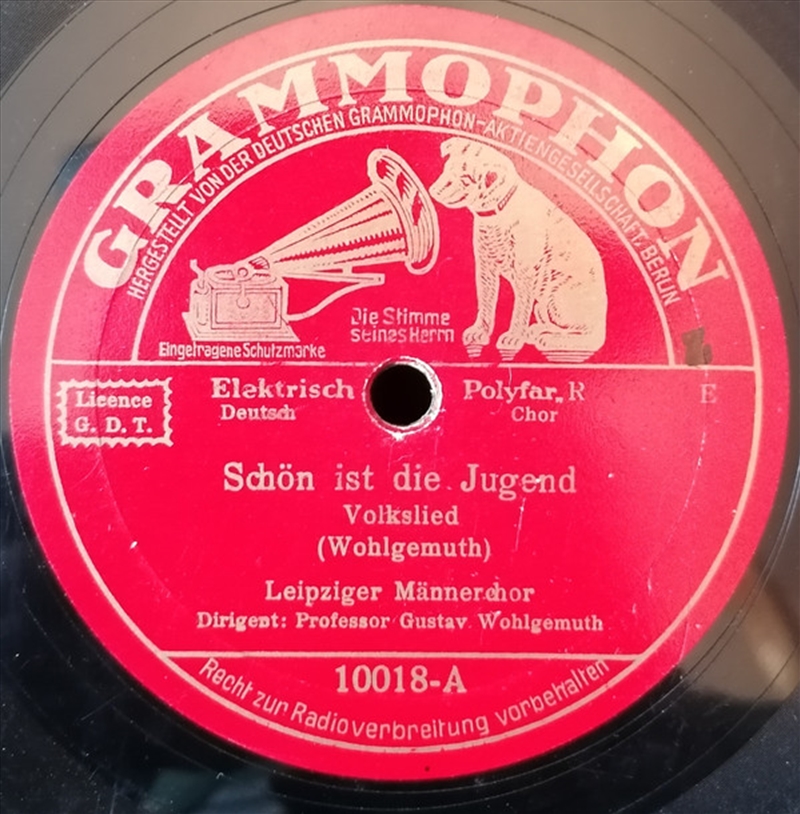 GRAMMOPHON
HERGESTELLT VON DER DEUTSCHEN GRAMMOPHON-AKTIENGESELLSCHAFT, BERLIN
Die Stimme
seines Herrn
Eingetragene Schutzmarke
Licence
G. D. T.
Elektrisch
Deutsch
Polyfar. R
Chor
E
Schön ist die Jugend
Volkslied
(Wohlgemuth)
Leipziger Männerchor
Dirigent: Professor Gustav Wohlgemuth
10018-A
Recht zur Radioverbreitung vorbehalten